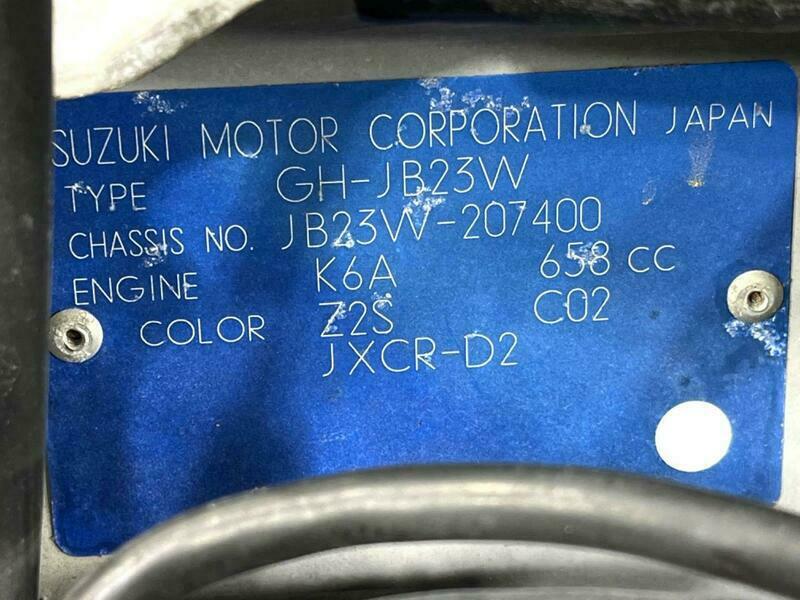 SUZUKI MOTOR CORPORATION JAPAN
TYPE GH-JB23W
CHASSIS NO. JB23W-207400
ENGINE K6A 658 CC
COLOR Z2S C02
JXCR-D2